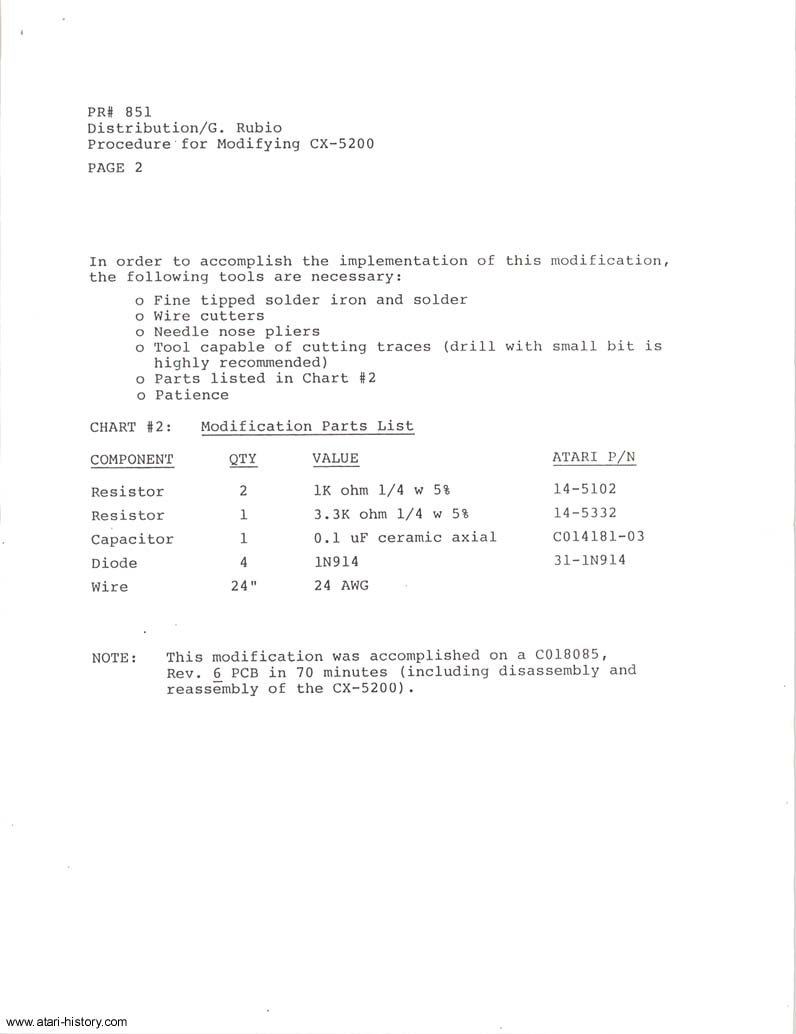 PR# 851
Distribution/G. Rubio
Procedure for Modifying CX-5200
PAGE 2
In order to accomplish the implementation of this modification,
the following tools are necessary:
o Fine tipped solder iron and solder
o Wire cutters
o Needle nose pliers
o Tool capable of cutting traces (drill with small bit is
highly recommended)
o Parts listed in Chart #2
o Patience
CHART #2: Modification Parts List
COMPONENT QTY VALUE ATARI P/N
Resistor 2 1K ohm 1/4 w 5% 14-5102
Resistor 1 3.3K ohm 1/4 w 5% 14-5332
Capacitor 1 0.1 uF ceramic axial C014181-03
Diode 4 1N914 31-1N914
Wire 24" 24 AWG
NOTE: This modification was accomplished on a C018085,
Rev. 6 PCB in 70 minutes (including disassembly and
reassembly of the CX-5200).
www.atari-history.com